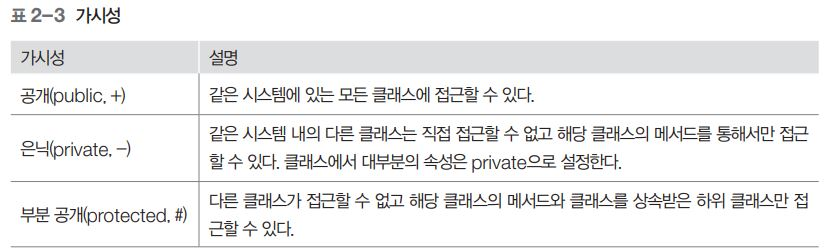 표 2-3 가시성
가시성 설명
공개(public, +) 같은 시스템에 있는 모든 클래스에 접근할 수 있다.
은닉(private, -) 같은 시스템 내의 다른 클래스는 직접 접근할 수 없고 해당 클래스의 메서드를 통해서만 접근
할 수 있다. 클래스에서 대부분의 속성은 private으로 설정한다.
부분 공개(protected, #) 다른 클래스가 접근할 수 없고 해당 클래스의 메서드와 클래스를 상속받은 하위 클래스만 접
근할 수 있다.